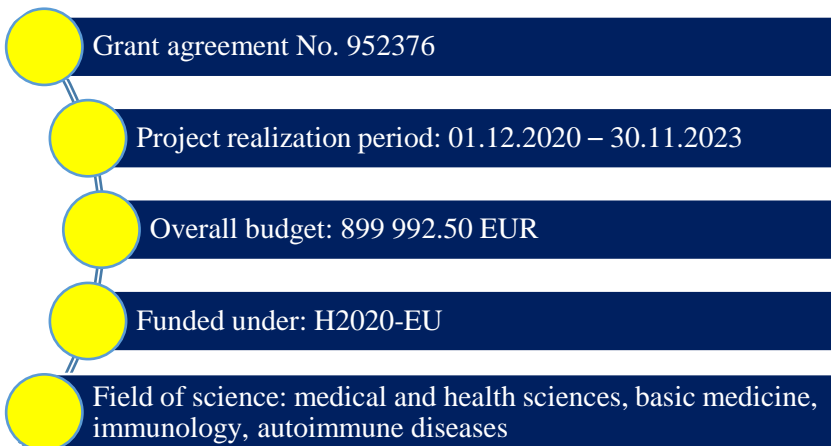 Grant agreement No. 952376
Project realization period: 01.12.2020 – 30.11.2023
Overall budget: 899 992.50 EUR
Funded under: H2020-EU
Field of science: medical and health sciences, basic medicine,
immunology, autoimmune diseases